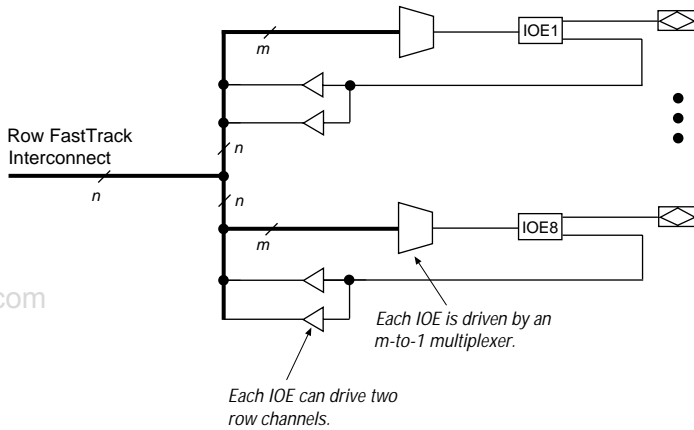 m
IOE1
n
Row FastTrack
Interconnect
n
n
m
IOE8
com
Each IOE is driven by an
m-to-1 multiplexer.
Each IOE can drive two
row channels.